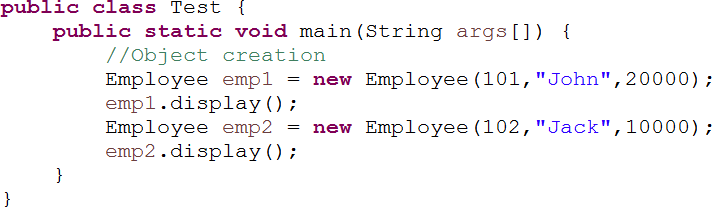 public class Test {
    public static void main(String args[]) {
        //Object creation
        Employee emp1 = new Employee(101,"John",20000);
        emp1.display();
        Employee emp2 = new Employee(102,"Jack",10000);
        emp2.display();
    }
}